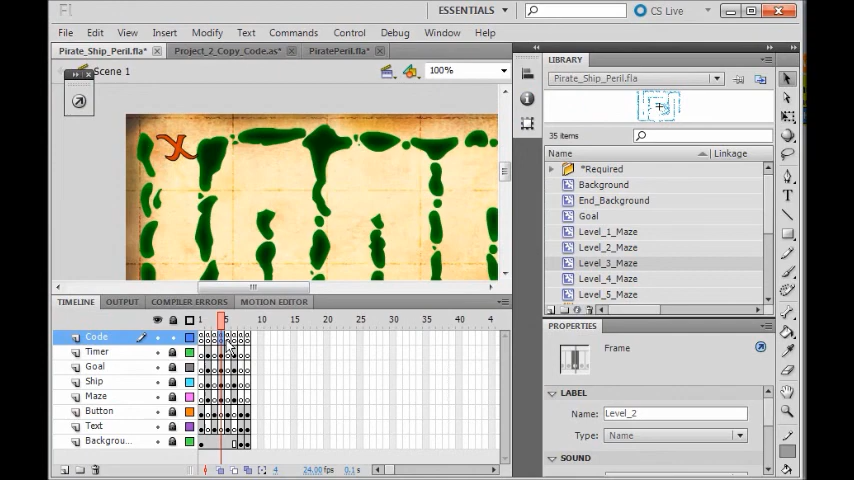 Fl
ESSENTIALS
CS Live
File Edit View Insert Modify Text Commands Control Debug Window Help
Pirate_Ship_Peril.fla* Project_2_Copy_Code.as* PiratePeril.fla*
Scene 1
100%
LIBRARY
Pirate_Ship_Peril.fla
35 items
Name Linkage
*Required
Background
End_Background
Goal
Level_1_Maze
Level_2_Maze
Level_3_Maze
Level_4_Maze
Level_5_Maze
TIMELINE OUTPUT COMPILER ERRORS MOTION EDITOR
1 5 10 15 20 25 30 35 40 4
Code
Timer
Goal
Ship
Maze
Button
Text
Backgrou...
4 24.00 fps 0.1 s
PROPERTIES
Frame
LABEL
Name: Level_2
Type: Name
SOUND